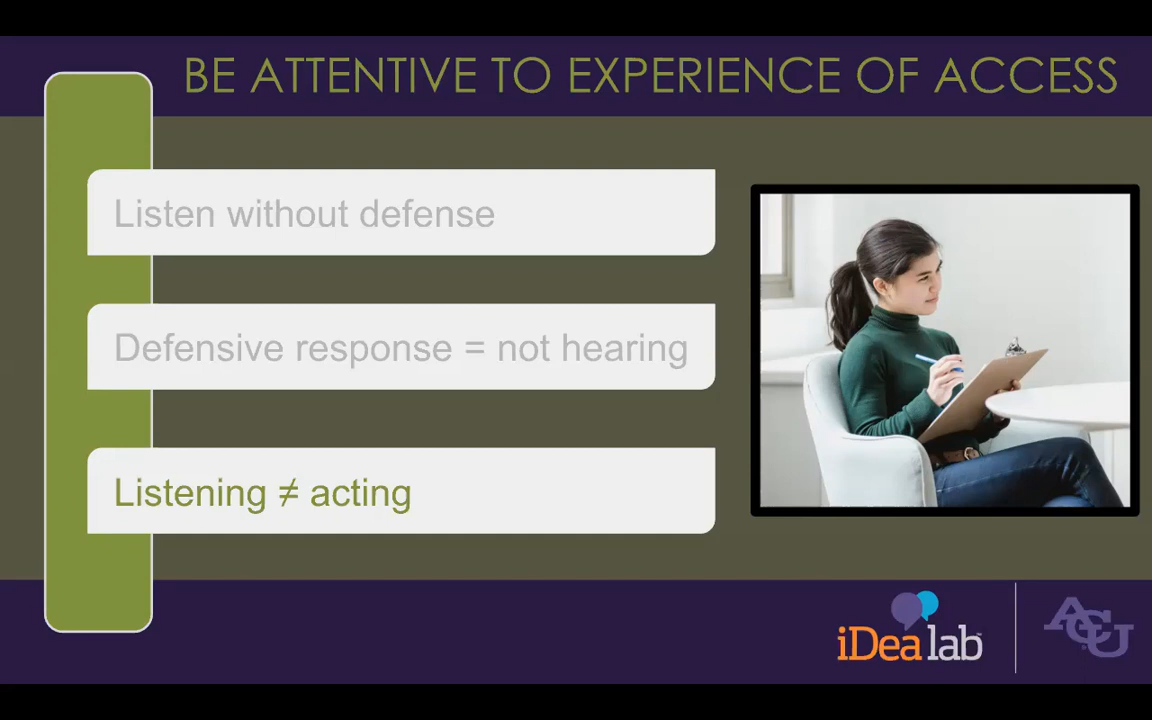 BE ATTENTIVE TO EXPERIENCE OF ACCESS
Listen without defense
Defensive response = not hearing
Listening ≠ acting
iDea lab
ACU